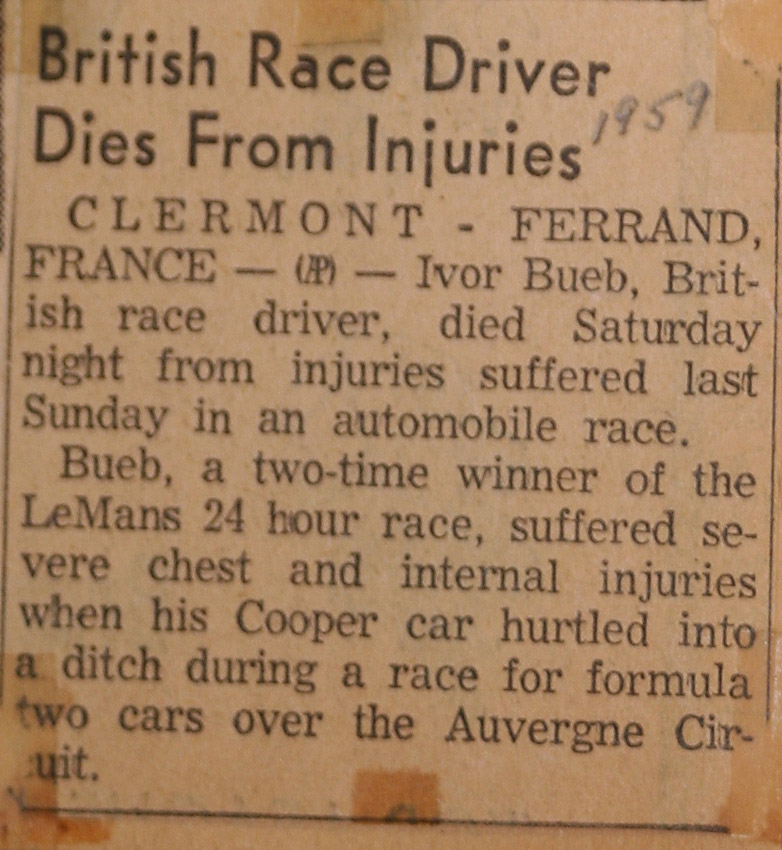 British Race Driver
Dies From Injuries
1959
CLERMONT - FERRAND,
FRANCE — (AP) — Ivor Bueb, Brit-
ish race driver, died Saturday
night from injuries suffered last
Sunday in an automobile race.
Bueb, a two-time winner of the
LeMans 24 hour race, suffered se-
vere chest and internal injuries
when his Cooper car hurtled into
a ditch during a race for formula
two cars over the Auvergne Cir-
cuit.